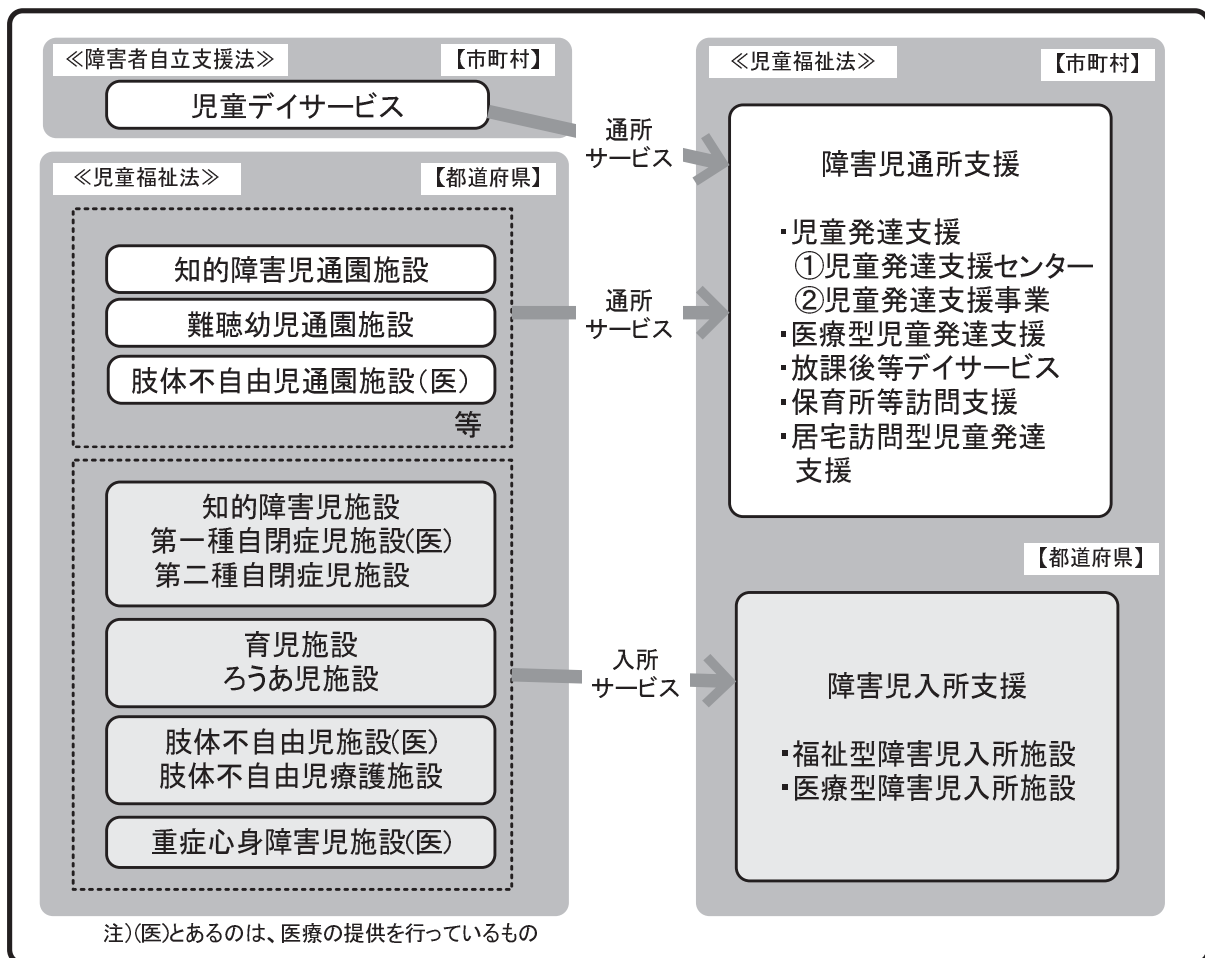 ≪障害者自立支援法≫
【市町村】
児童デイサービス
≪児童福祉法≫
【都道府県】
知的障害児通園施設
難聴幼児通園施設
肢体不自由児通園施設(医)
等
知的障害児施設
第一種自閉症児施設(医)
第二種自閉症児施設
育児施設
ろうあ児施設
肢体不自由児施設(医)
肢体不自由児療護施設
重症心身障害児施設(医)
通所
サービス
通所
サービス
入所
サービス
≪児童福祉法≫
【市町村】
障害児通所支援
・児童発達支援
①児童発達支援センター
②児童発達支援事業
・医療型児童発達支援
・放課後等デイサービス
・保育所等訪問支援
・居宅訪問型児童発達
支援
【都道府県】
障害児入所支援
・福祉型障害児入所施設
・医療型障害児入所施設
注)(医)とあるのは、医療の提供を行っているもの